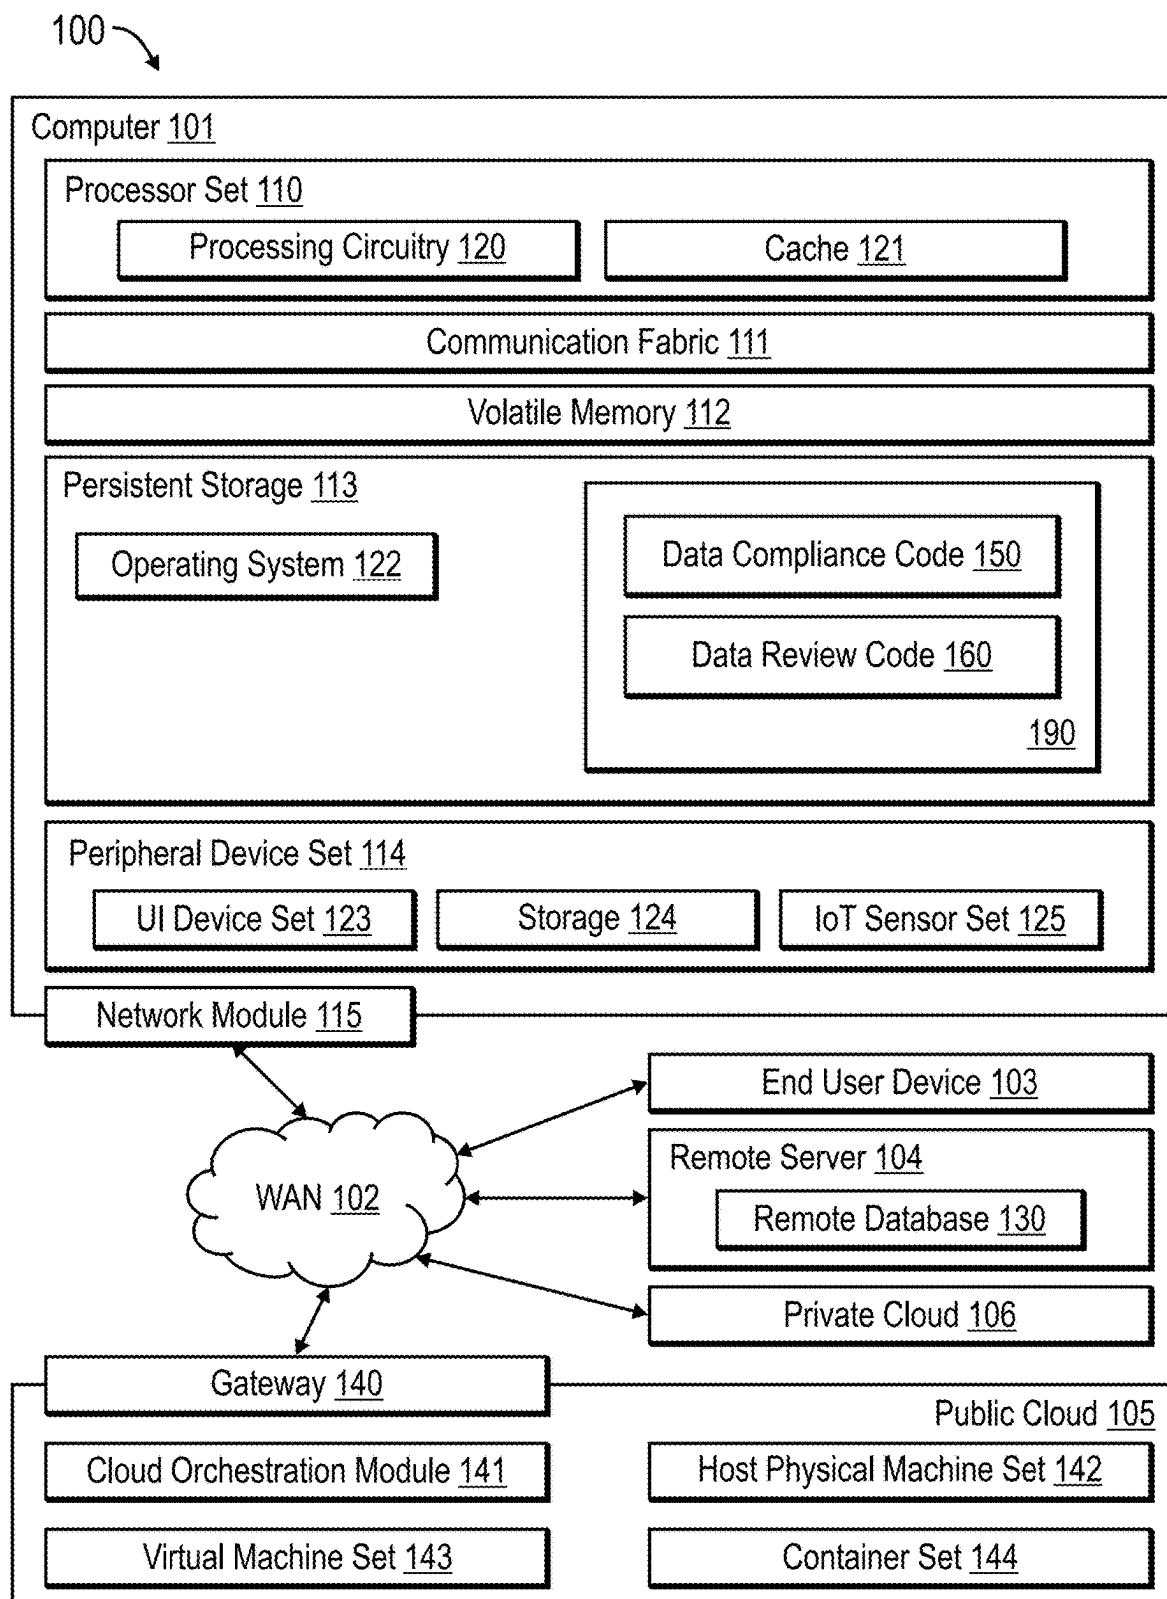 100
Computer 101
Processor Set 110
Processing Circuitry 120
Cache 121
Communication Fabric 111
Volatile Memory 112
Persistent Storage 113
Operating System 122
Data Compliance Code 150
Data Review Code 160
190
Peripheral Device Set 114
UI Device Set 123
Storage 124
IoT Sensor Set 125
Network Module 115
End User Device 103
Remote Server 104
WAN 102
Remote Database 130
Private Cloud 106
Gateway 140
Public Cloud 105
Cloud Orchestration Module 141
Host Physical Machine Set 142
Virtual Machine Set 143
Container Set 144